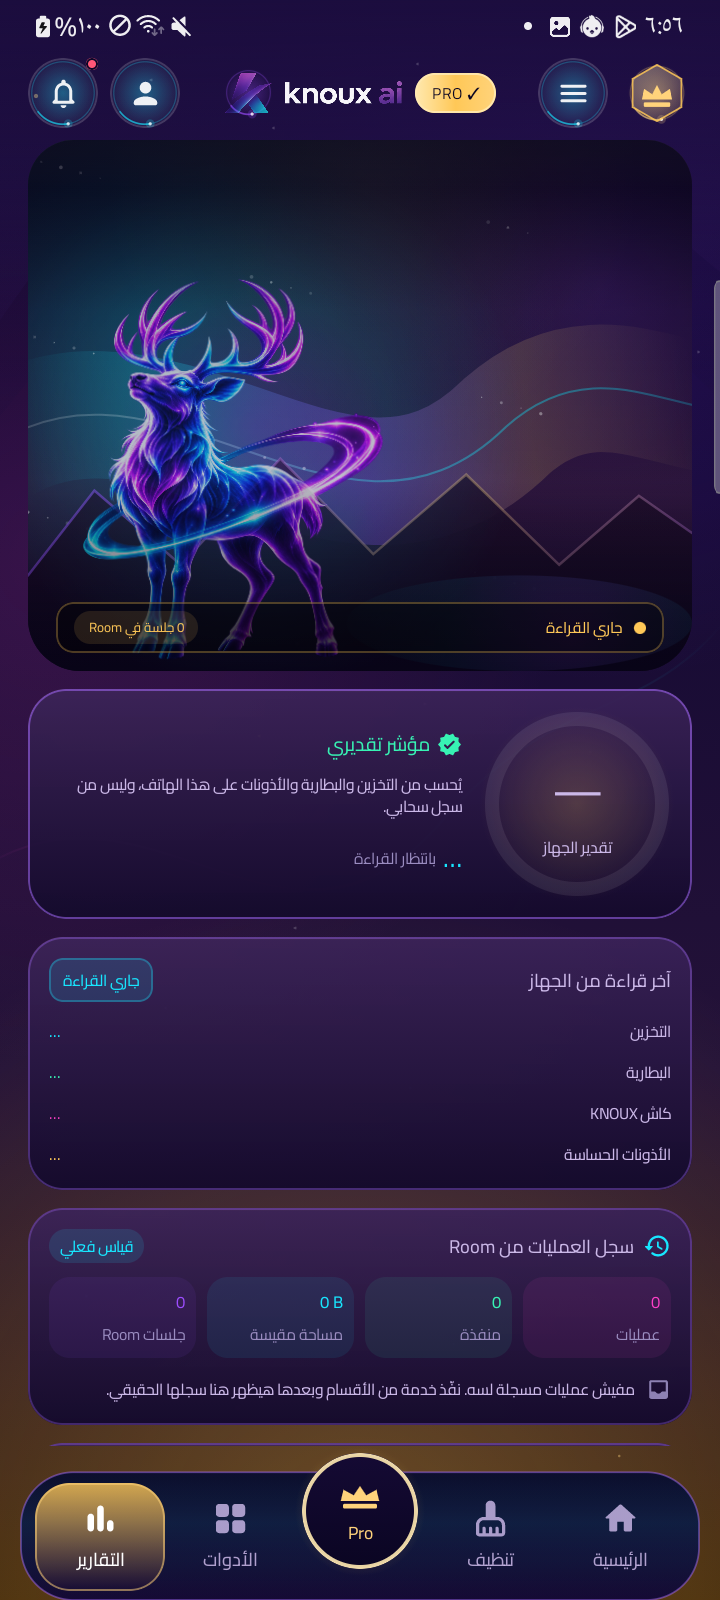 ٦:٥٦
%١٠٠
knoux ai
PRO ✓
جاري القراءة
0 جلسة في Room
مؤشر تقديري
يُحسب من التخزين والبطارية والأذونات على هذا الهاتف، وليس من
سجل سحابي.
... بانتظار القراءة
—
تقدير الجهاز
آخر قراءة من الجهاز
جاري القراءة
التخزين
...
البطارية
...
كاش KNOUX
...
الأذونات الحساسة
...
سجل العمليات من Room
قياس فعلي
0
عمليات
0
منفذة
0 B
مساحة مقيسة
0
جلسات Room
مفيش عمليات مسجلة لسه. نفّذ خدمة من الأقسام وبعدها هيظهر هنا سجلها الحقيقي.
الرئيسية
تنظيف
Pro
الأدوات
التقارير